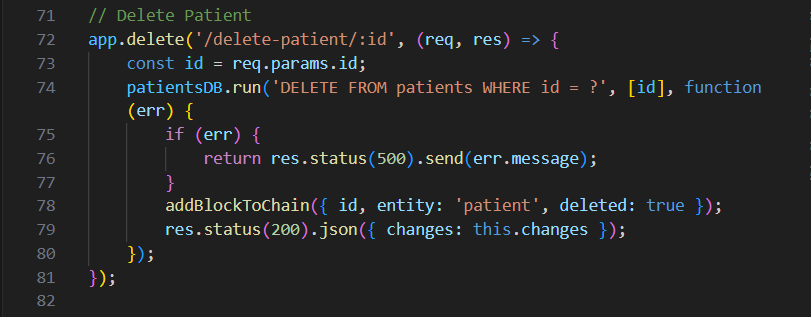 71 // Delete Patient
72 app.delete('/delete-patient/:id', (req, res) => {
73     const id = req.params.id;
74     patientsDB.run('DELETE FROM patients WHERE id = ?', [id], function
    (err) {
75         if (err) {
76             return res.status(500).send(err.message);
77         }
78         addBlockToChain({ id, entity: 'patient', deleted: true });
79         res.status(200).json({ changes: this.changes });
80     });
81 });
82